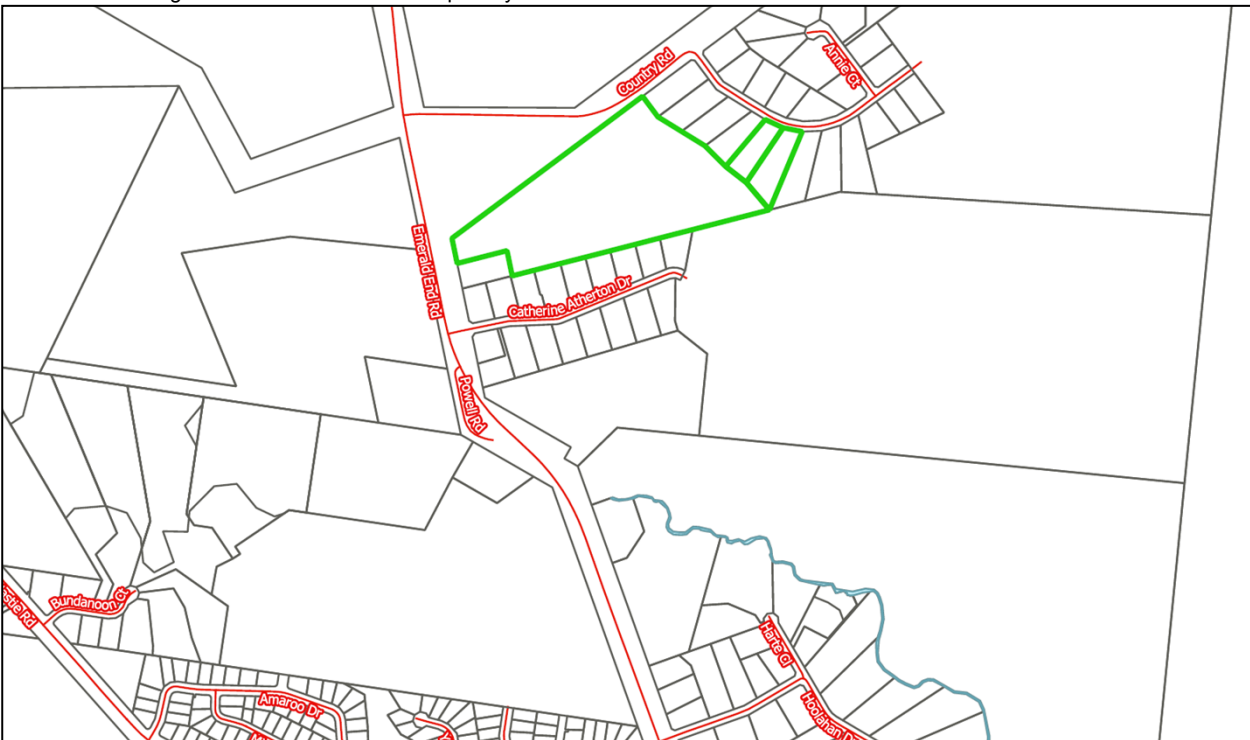 Annie Ct
Country Rd
Emerald End Rd
Catherine Atherton Dr
Powell Rd
Bundanoon Ct
Harte Cl
Amaroo Dr